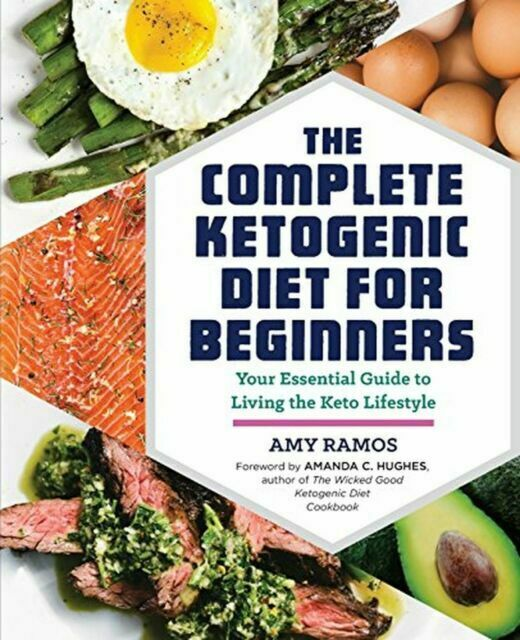 THE
COMPLETE
KETOGENIC
DIET FOR
BEGINNERS
Your Essential Guide to
Living the Keto Lifestyle
AMY RAMOS
Foreword by AMANDA C. HUGHES,
author of The Wicked Good
Ketogenic Diet
Cookbook